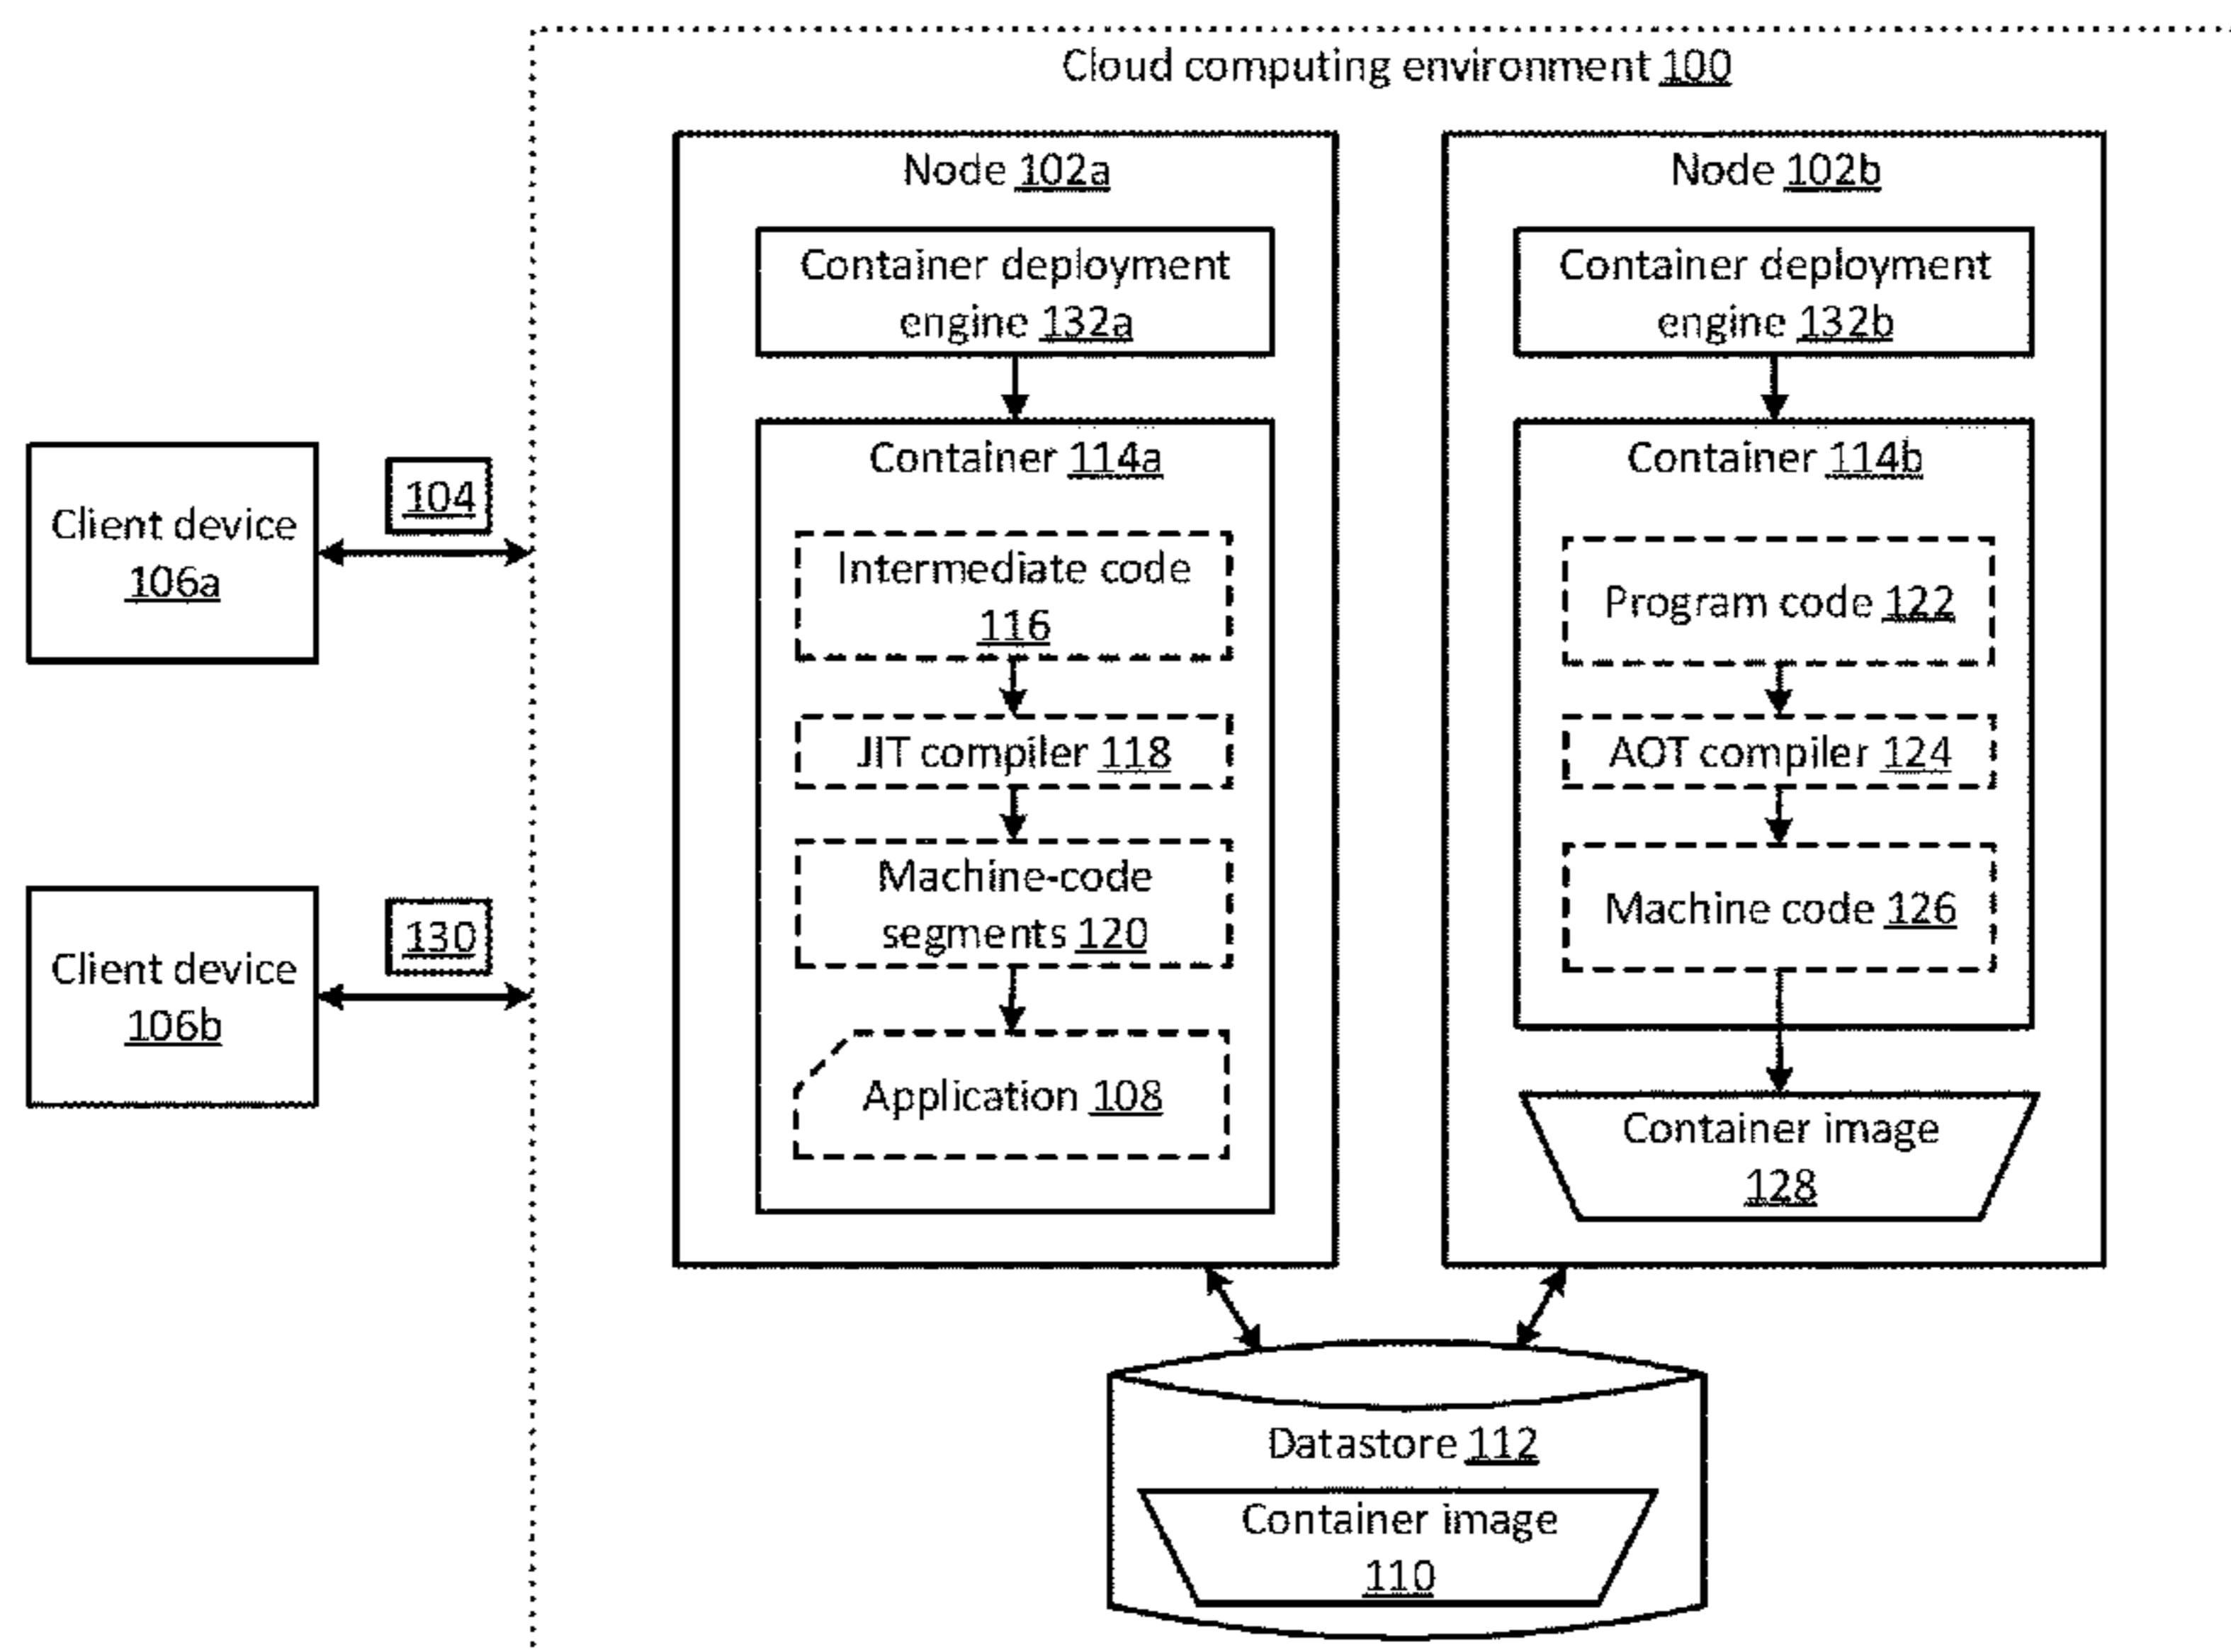 Cloud computing environment 100
Node 102a
Container deployment
engine 132a
Container 114a
Intermediate code
116
JIT compiler 118
Machine-code
segments 120
Application 108
Node 102b
Container deployment
engine 132b
Container 114b
Program code 122
AOT compiler 124
Machine code 126
Container image
128
Client device
106a
104
Client device
106b
130
Datastore 112
Container image
110